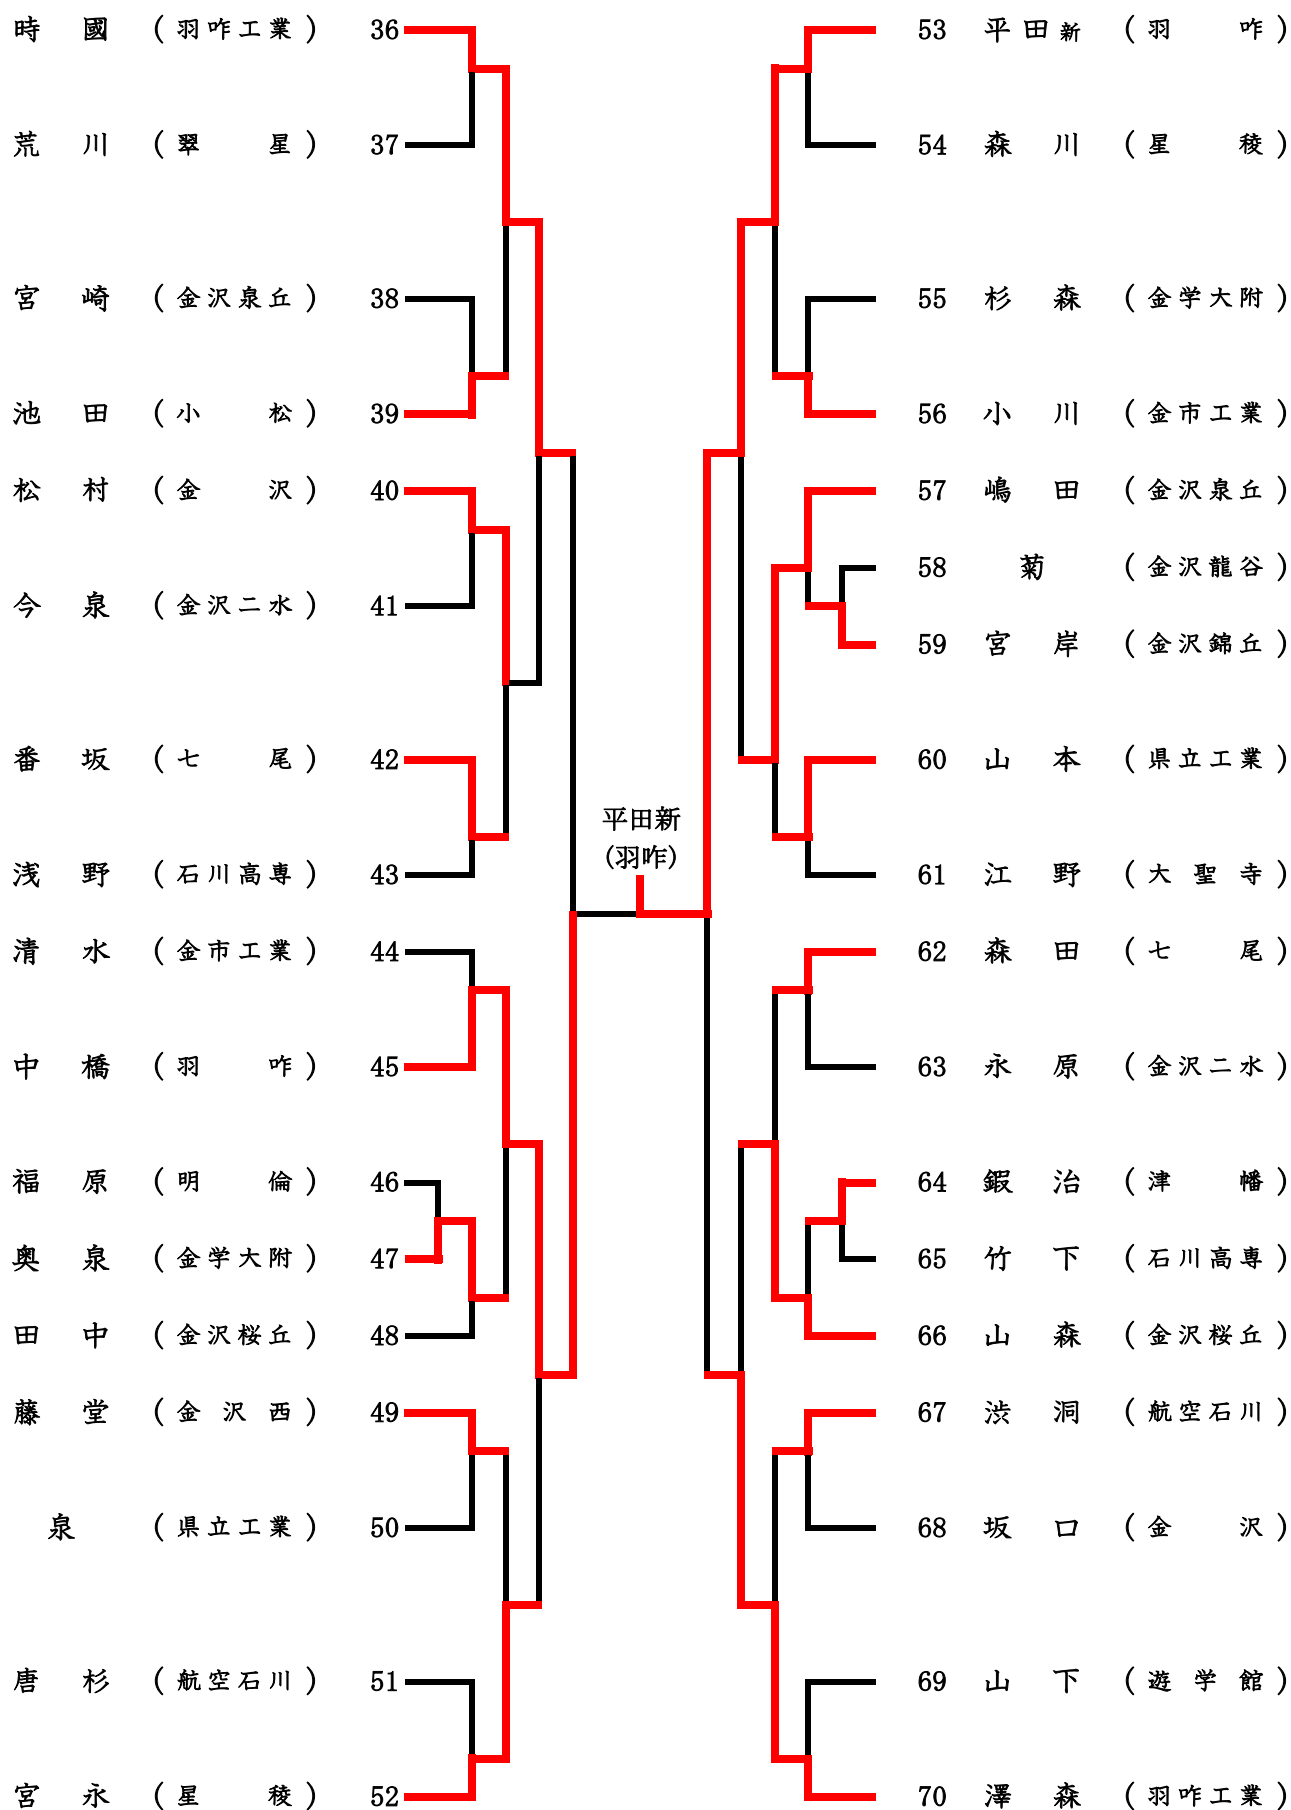 時國（羽咋工業）36
荒川（翠星）37
宮崎（金沢泉丘）38
池田（小松）39
松村（金沢）40
今泉（金沢二水）41
番坂（七尾）42
浅野（石川高専）43
清水（金市工業）44
中橋（羽咋）45
福原（明倫）46
奥泉（金学大附）47
田中（金沢桜丘）48
藤堂（金沢西）49
泉（県立工業）50
唐杉（航空石川）51
宮永（星稜）52
平田新
(羽咋)
53 平田新（羽咋）
54 森川（星稜）
55 杉森（金学大附）
56 小川（金市工業）
57 嶋田（金沢泉丘）
58 菊（金沢龍谷）
59 宮岸（金沢錦丘）
60 山本（県立工業）
61 江野（大聖寺）
62 森田（七尾）
63 永原（金沢二水）
64 鍜治（津幡）
65 竹下（石川高専）
66 山森（金沢桜丘）
67 渋洞（航空石川）
68 坂口（金沢）
69 山下（遊学館）
70 澤森（羽咋工業）